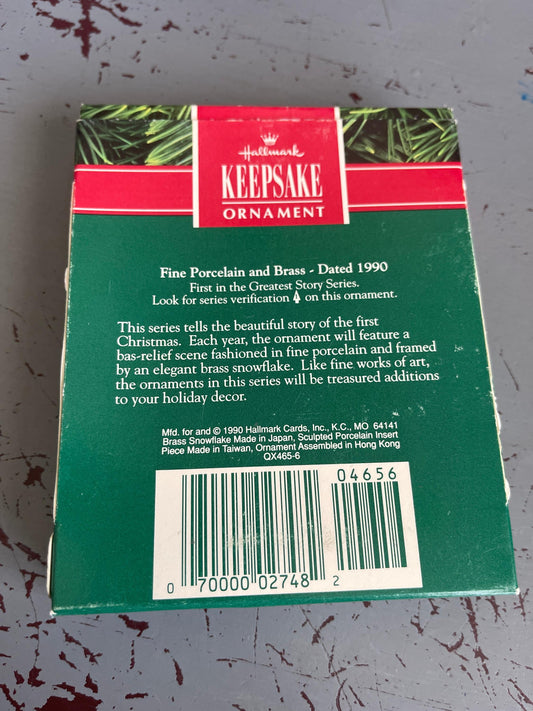 Hallmark
KEEPSAKE
ORNAMENT
Fine Porcelain and Brass - Dated 1990
First in the Greatest Story Series.
Look for series verification on this ornament.
This series tells the beautiful story of the first
Christmas. Each year, the ornament will feature a
bas-relief scene fashioned in fine porcelain and framed
by an elegant brass snowflake. Like fine works of art,
the ornaments in this series will be treasured additions
to your holiday decor.
Mfd. for and © 1990 Hallmark Cards, Inc., K.C., MO 64141
Brass Snowflake Made in Japan, Sculpted Porcelain Insert
Piece Made in Taiwan, Ornament Assembled in Hong Kong
QX465-6
04656
0 70000 02748 2